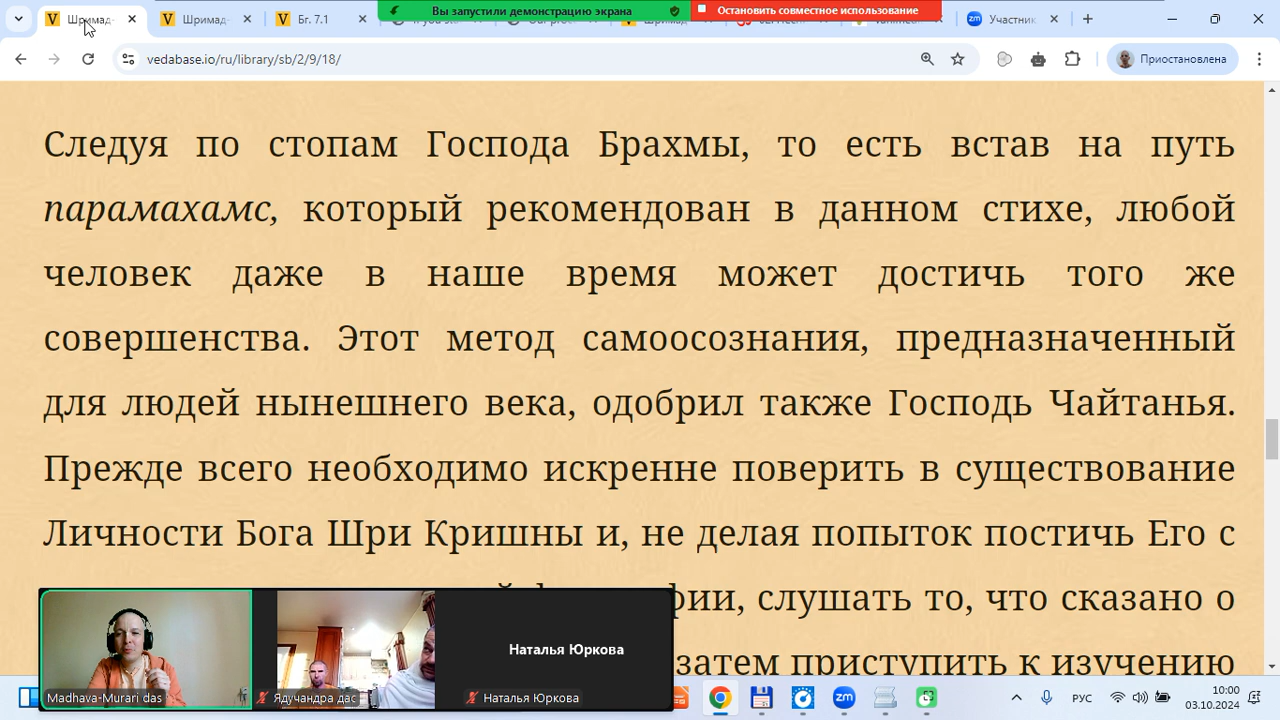 Шримад-
Шримад-
Бг. 7.1
Вы запустили демонстрацию экрана
Остановить совместное использование
Участник
vedabase.io/ru/library/sb/2/9/18/
Приостановлена
Следуя по стопам Господа Брахмы, то есть встав на путь
парамахамс, который рекомендован в данном стихе, любой
человек даже в наше время может достичь того же
совершенства. Этот метод самоосознания, предназначенный
для людей нынешнего века, одобрил также Господь Чайтанья.
Прежде всего необходимо искренне поверить в существование
Личности Бога Шри Кришны и, не делая попыток постичь Его с
слушать то, что сказано о
затем приступить к изучению
Наталья Юркова
Madhava-Murari das
Ядучандра дас
Наталья Юркова
zm
РУС
10:00
03.10.2024